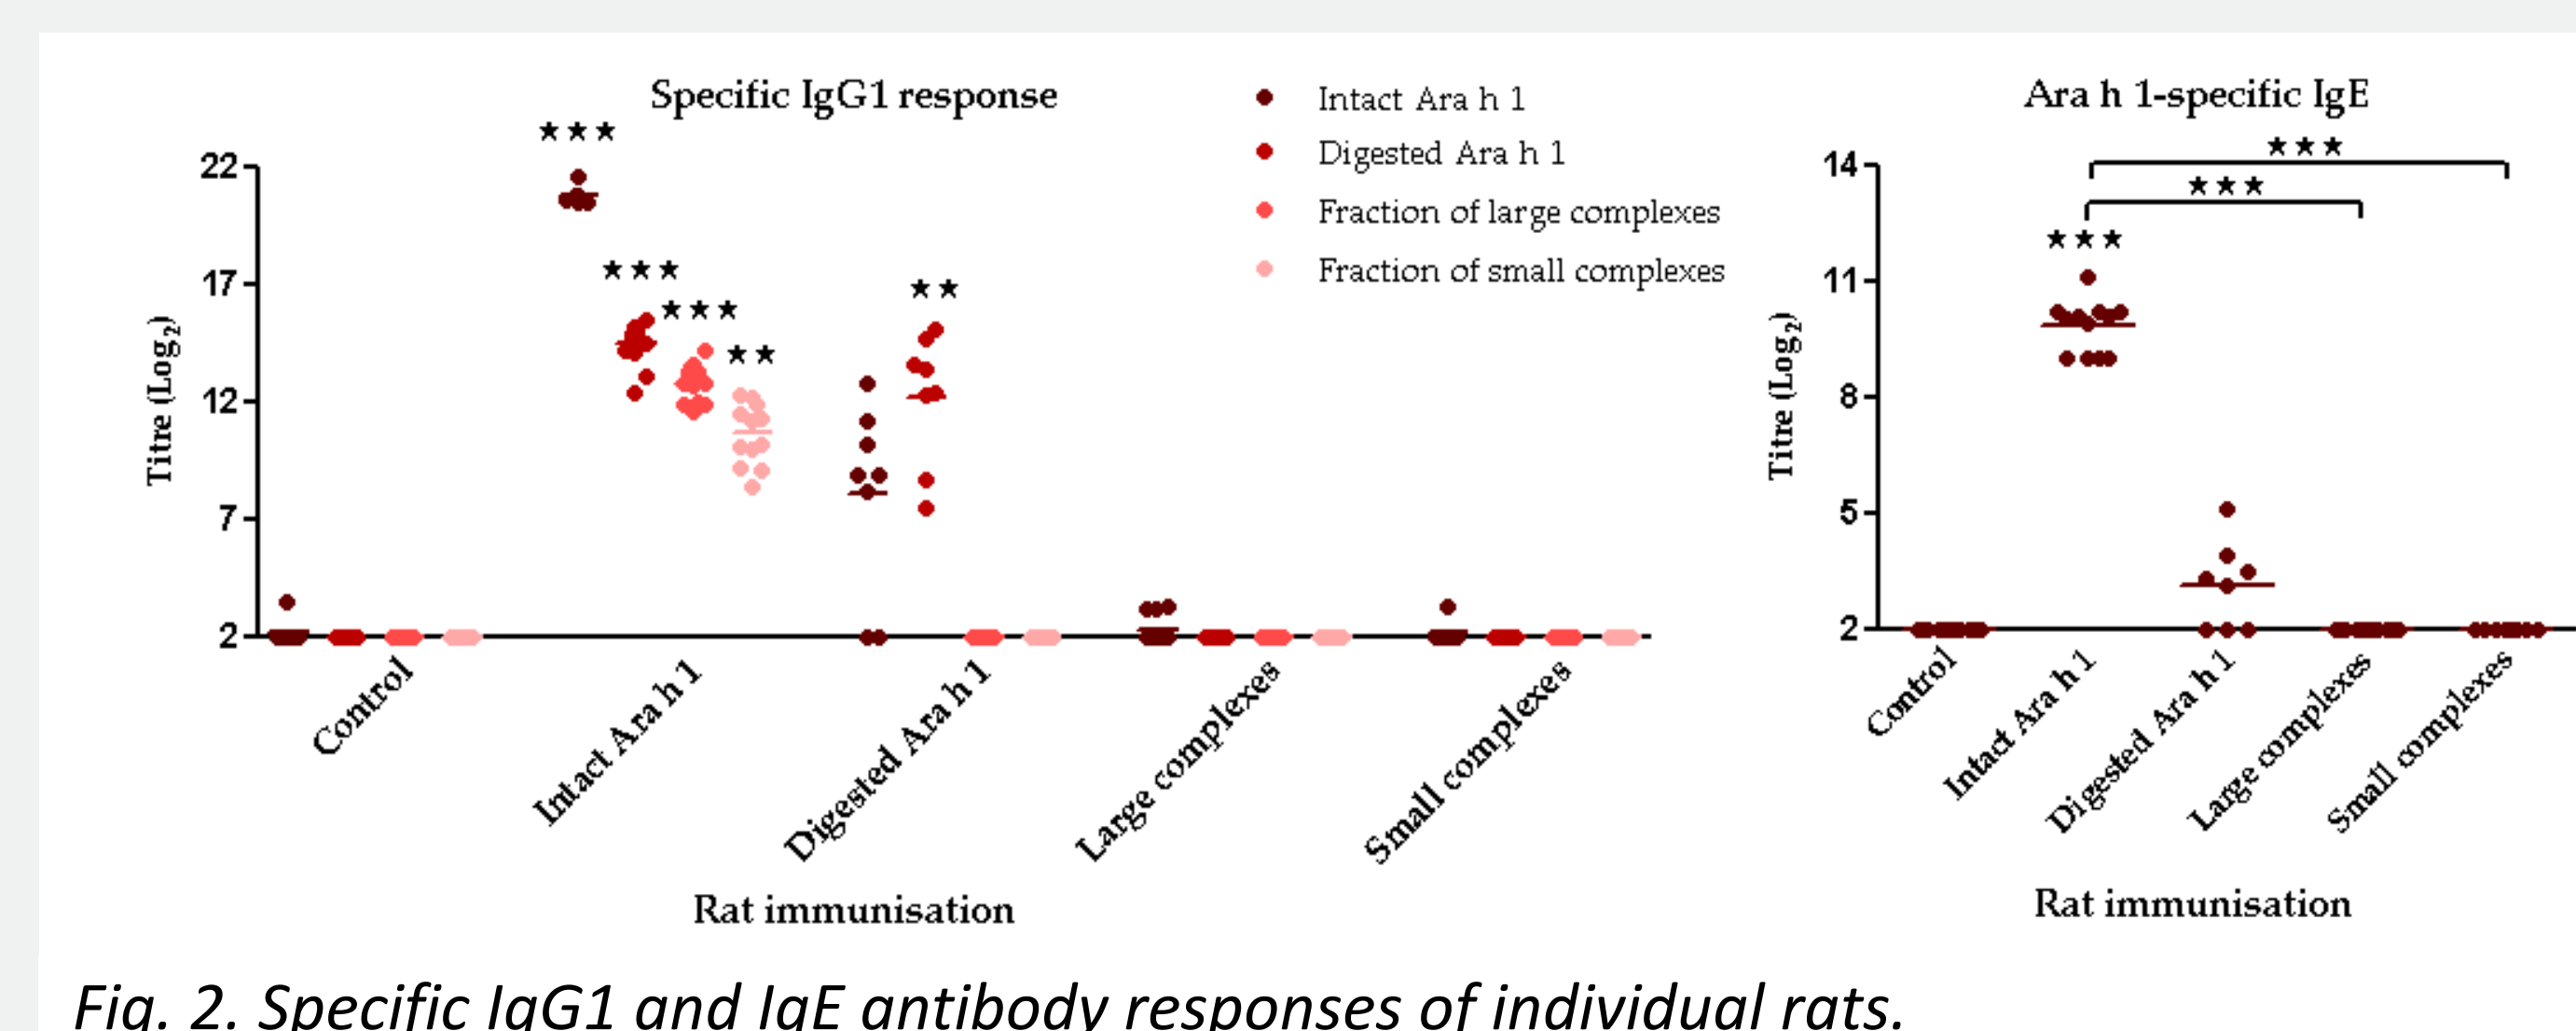 Specific IgG1 response
★★★
★★★
★★★
★★
★★
Titre (Log2)
22
17
12
7
2
Control
Intact Ara h 1
Digested Ara h 1
Large complexes
Small complexes
Rat immunisation
Intact Ara h 1
Digested Ara h 1
Fraction of large complexes
Fraction of small complexes
Ara h 1-specific IgE
★★★
★★★
★★★
Titre (Log2)
14
11
8
5
2
Control
Intact Ara h 1
Digested Ara h 1
Large complexes
Small complexes
Rat immunisation
Fig. 2. Specific IgG1 and IgE antibody responses of individual rats.